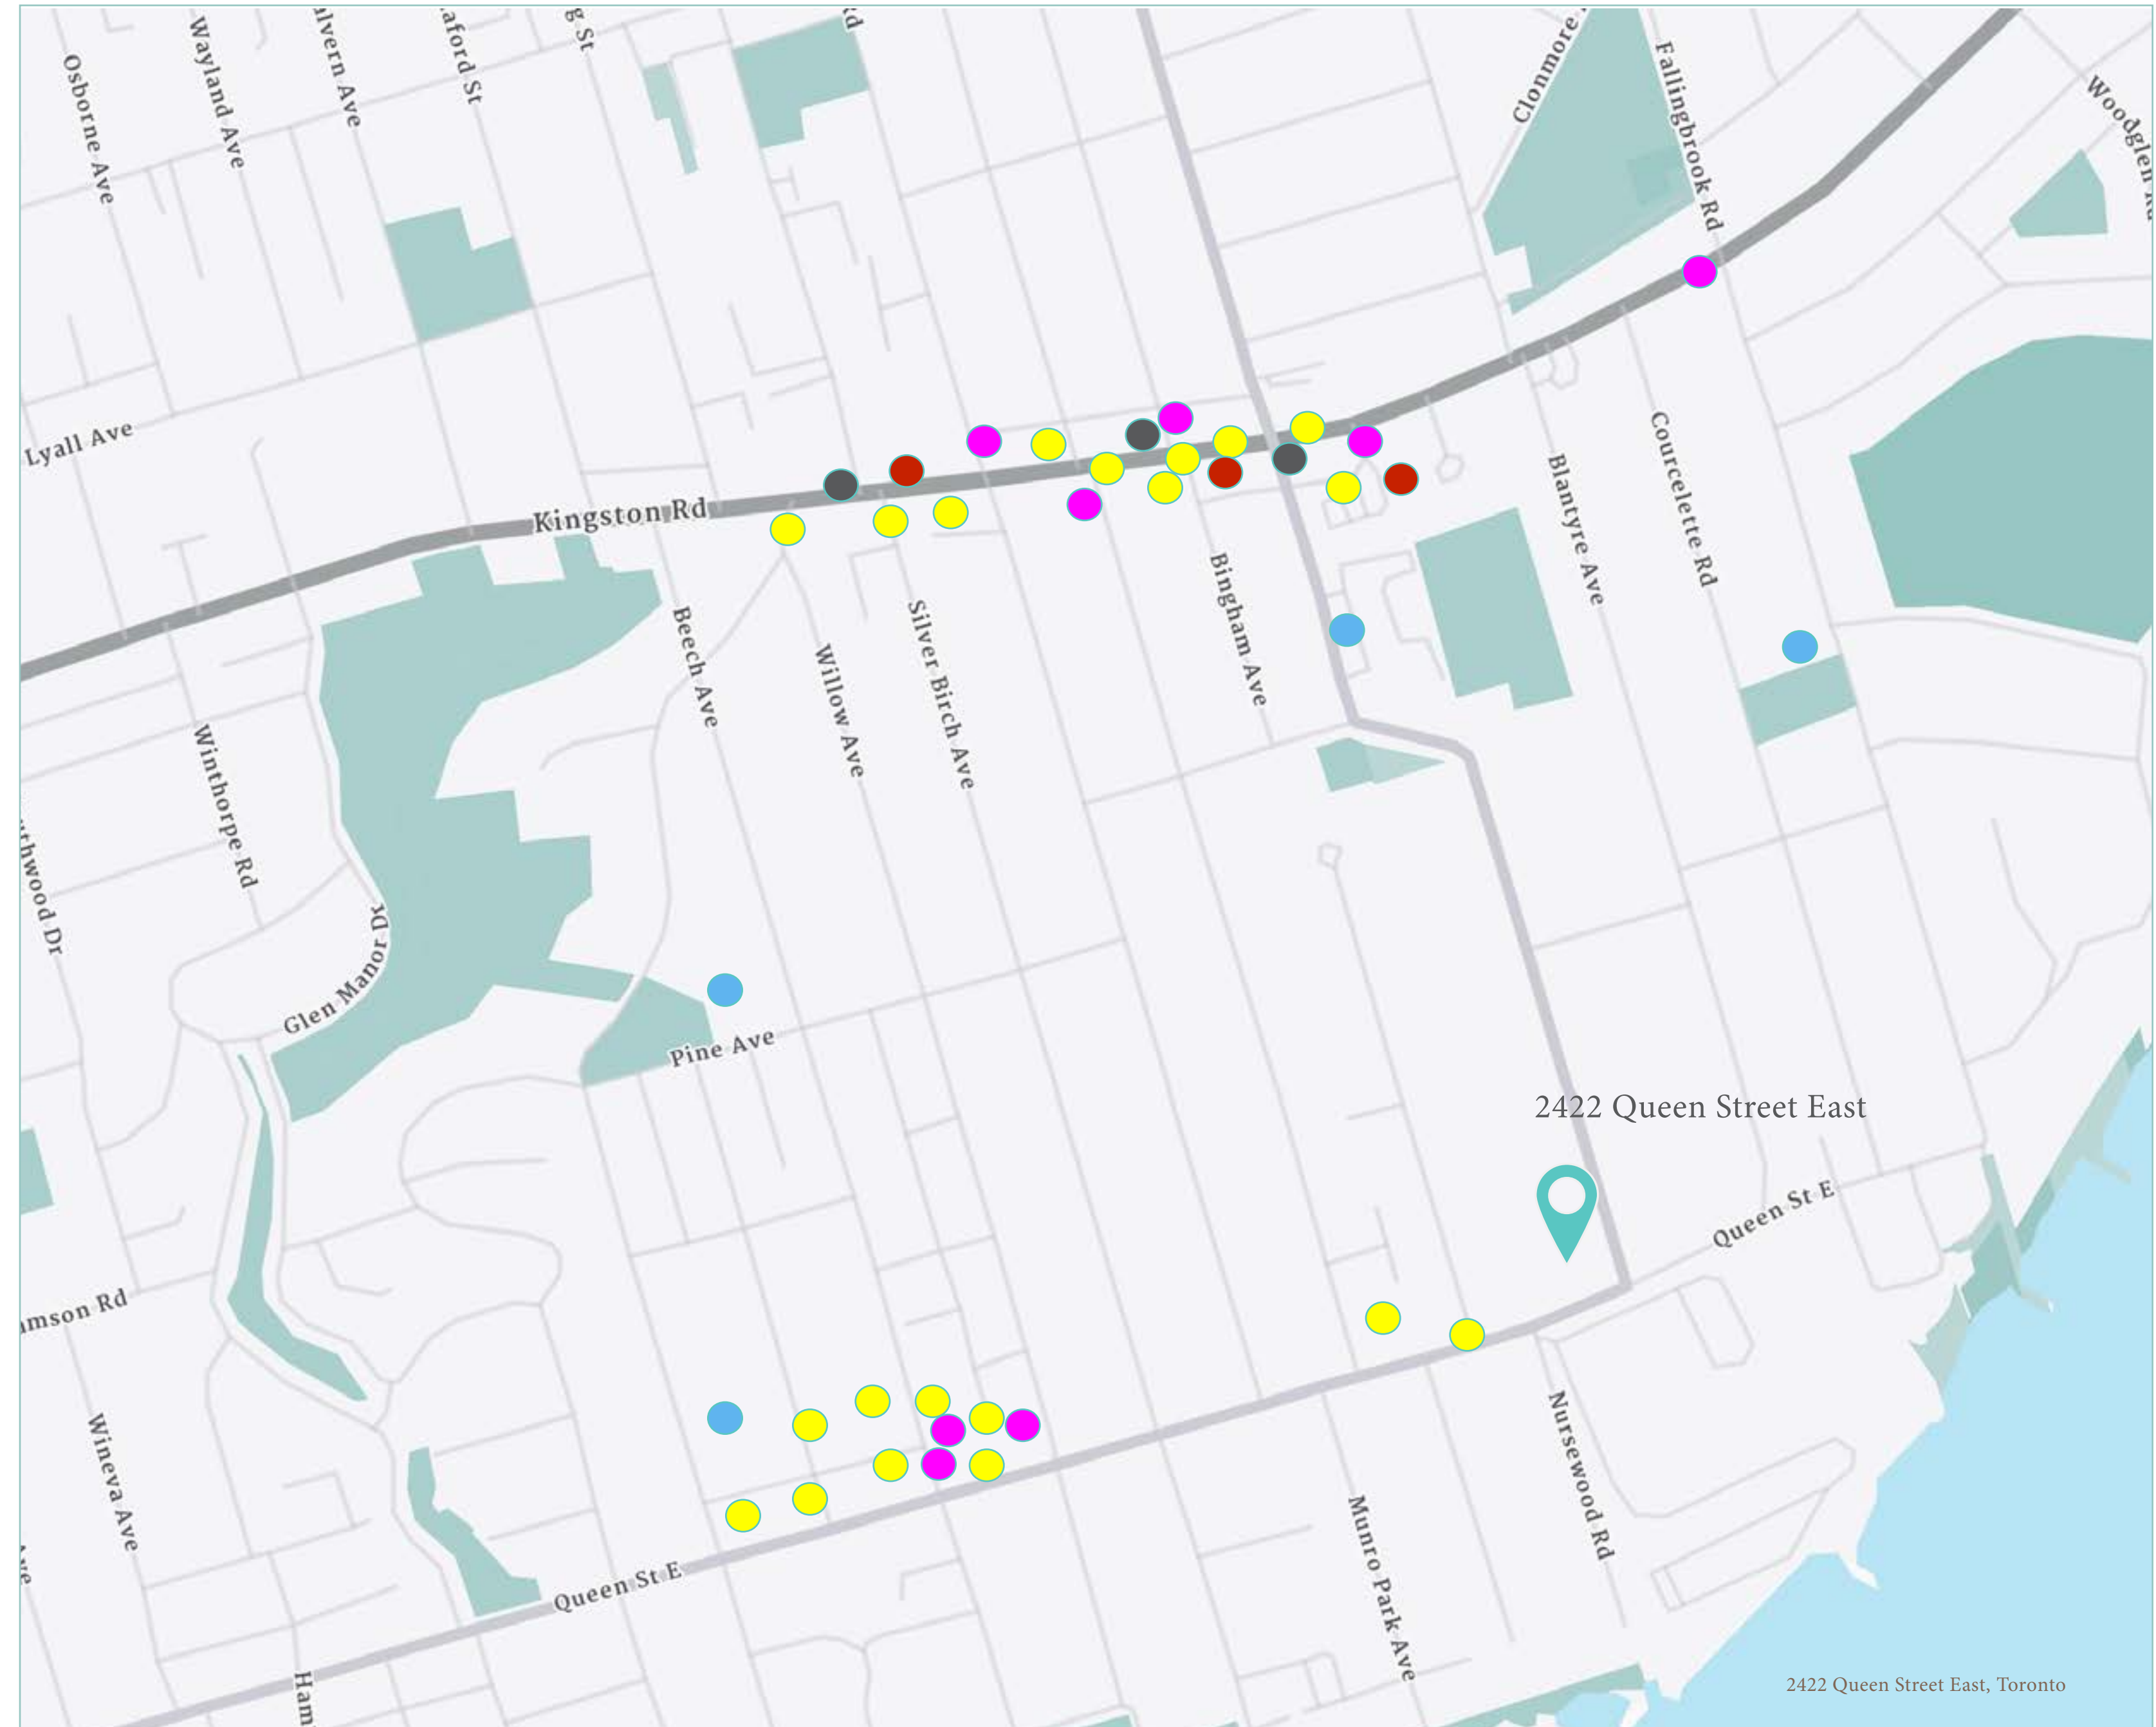 Osborne Ave
Wayland Ave
Clonmore
Fallingbrook Rd
Lyall Ave
Kingston Rd
Beech Ave
Willow Ave
Silver Birch Ave
Bingham Ave
Blantyre Ave
Courcelette Rd
Winthorpe Rd
Glen Manor Dr
Pine Ave
2422 Queen Street East
Queen St E
Wineva Ave
Queen St E
Munro Park Ave
Nursewood Rd
2422 Queen Street East, Toronto